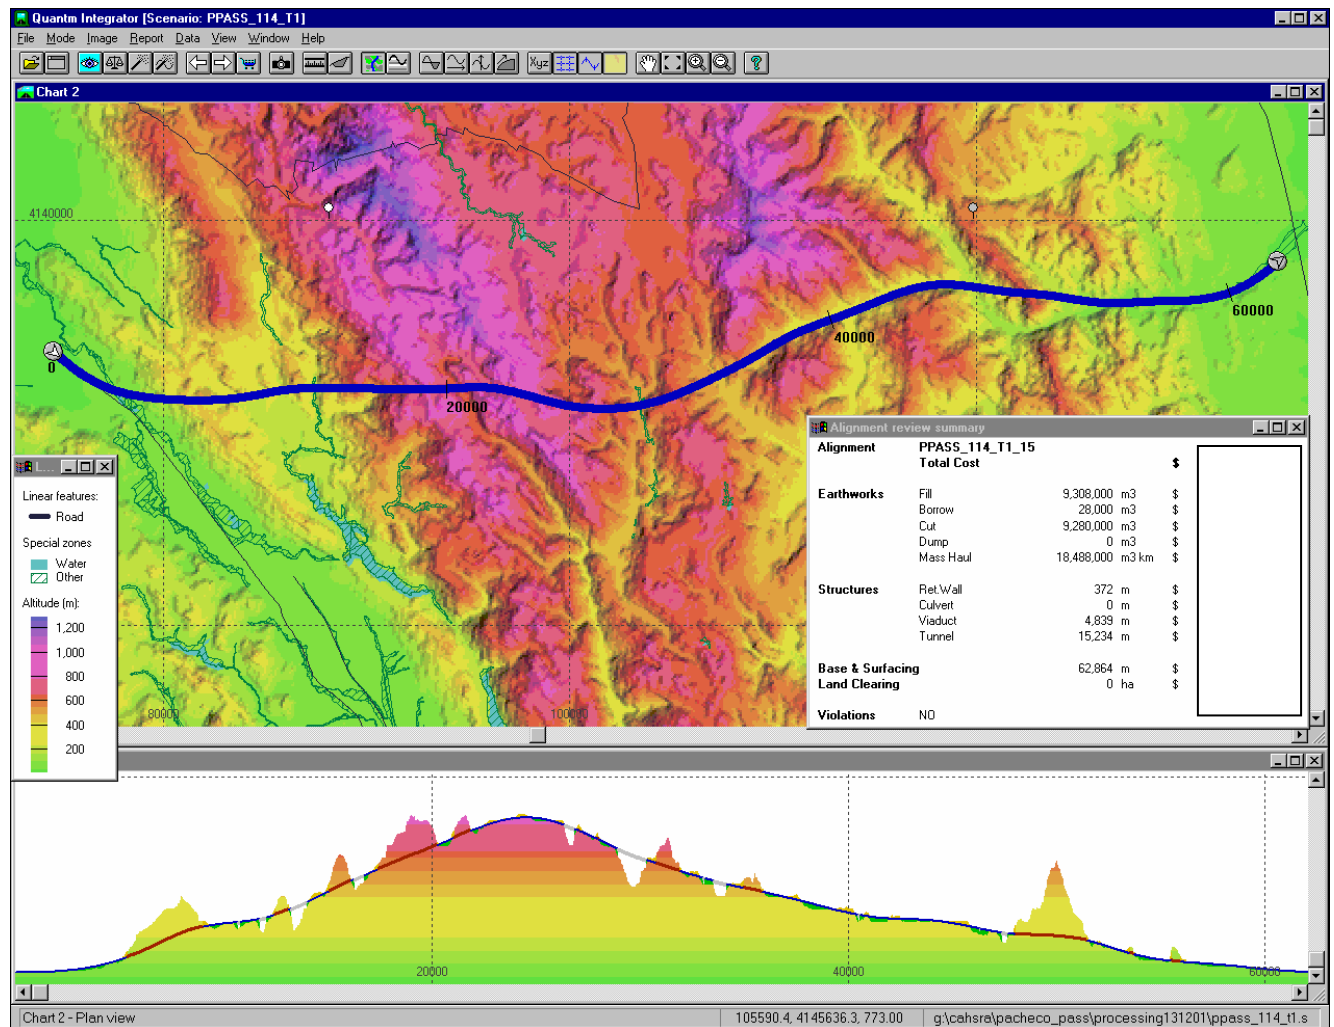 Quantm Integrator [Scenario: PPASS_114_T1]
File Mode Image Report Data View Window Help
Xyz
?
Chart 2
4140000
0
20000
40000
60000
80000
100000
L...
Linear features:
Road
Special zones
Water
Other
Altitude (m):
1,200
1,000
800
600
400
200
Alignment review summary
Alignment PPASS_114_T1_15
Total Cost $
Earthworks Fill 9,308,000 m3 $
Borrow 28,000 m3 $
Cut 9,280,000 m3 $
Dump 0 m3 $
Mass Haul 18,488,000 m3 km $
Structures Ret.Wall 372 m $
Culvert 0 m $
Viaduct 4,839 m $
Tunnel 15,234 m $
Base & Surfacing 62,864 m $
Land Clearing 0 ha $
Violations NO
20000
40000
60000
Chart 2 - Plan view
105590.4, 4145636.3, 773.00
g:\cahsra\pacheco_pass\processing131201\ppass_114_t1.s